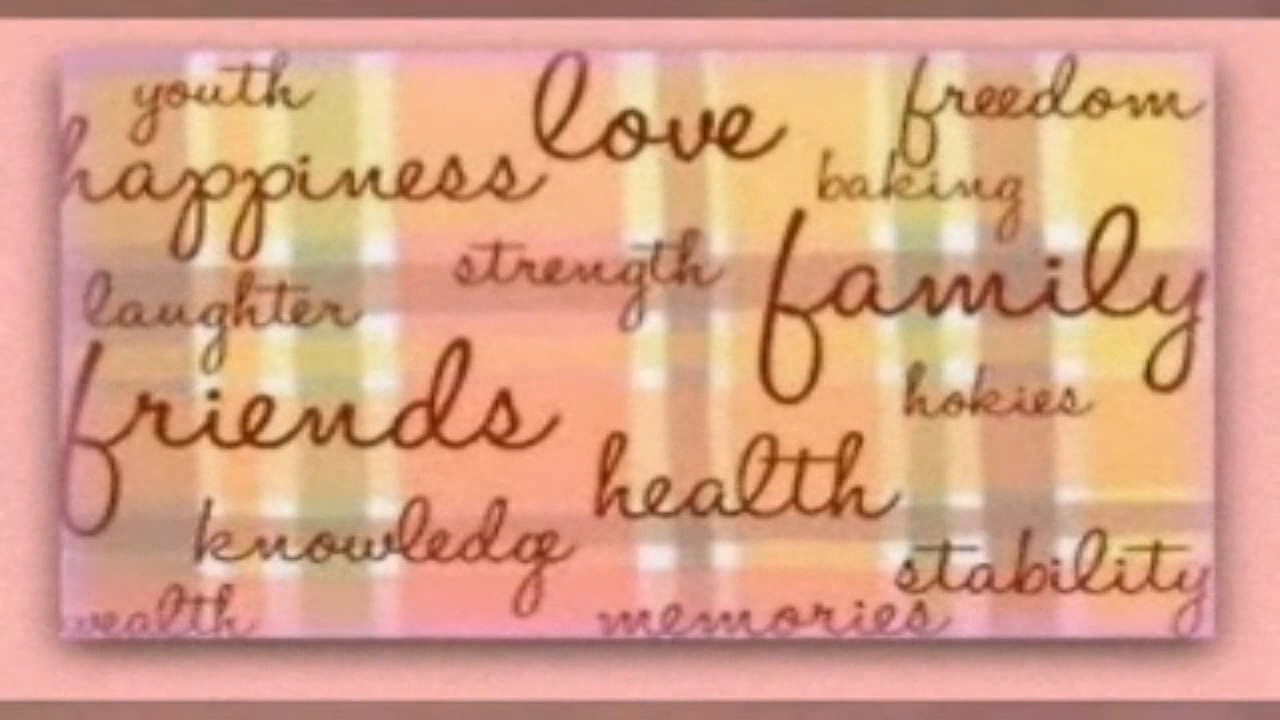 youth
love
freedom
happiness
baking
strength
family
laughter
friends
hokies
health
knowledge
stability
wealth
memories